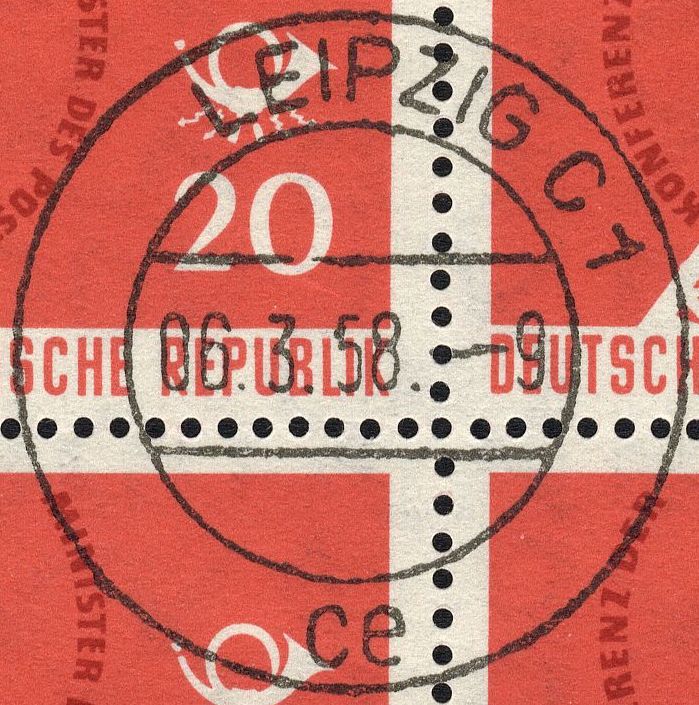 LEIPZIG C 1
STER DES POS
KONFERENZ
20
06.3.58.-9
SCHE REPUBLIK
DEUTSCH
MINISTER
RENZ DER
ce